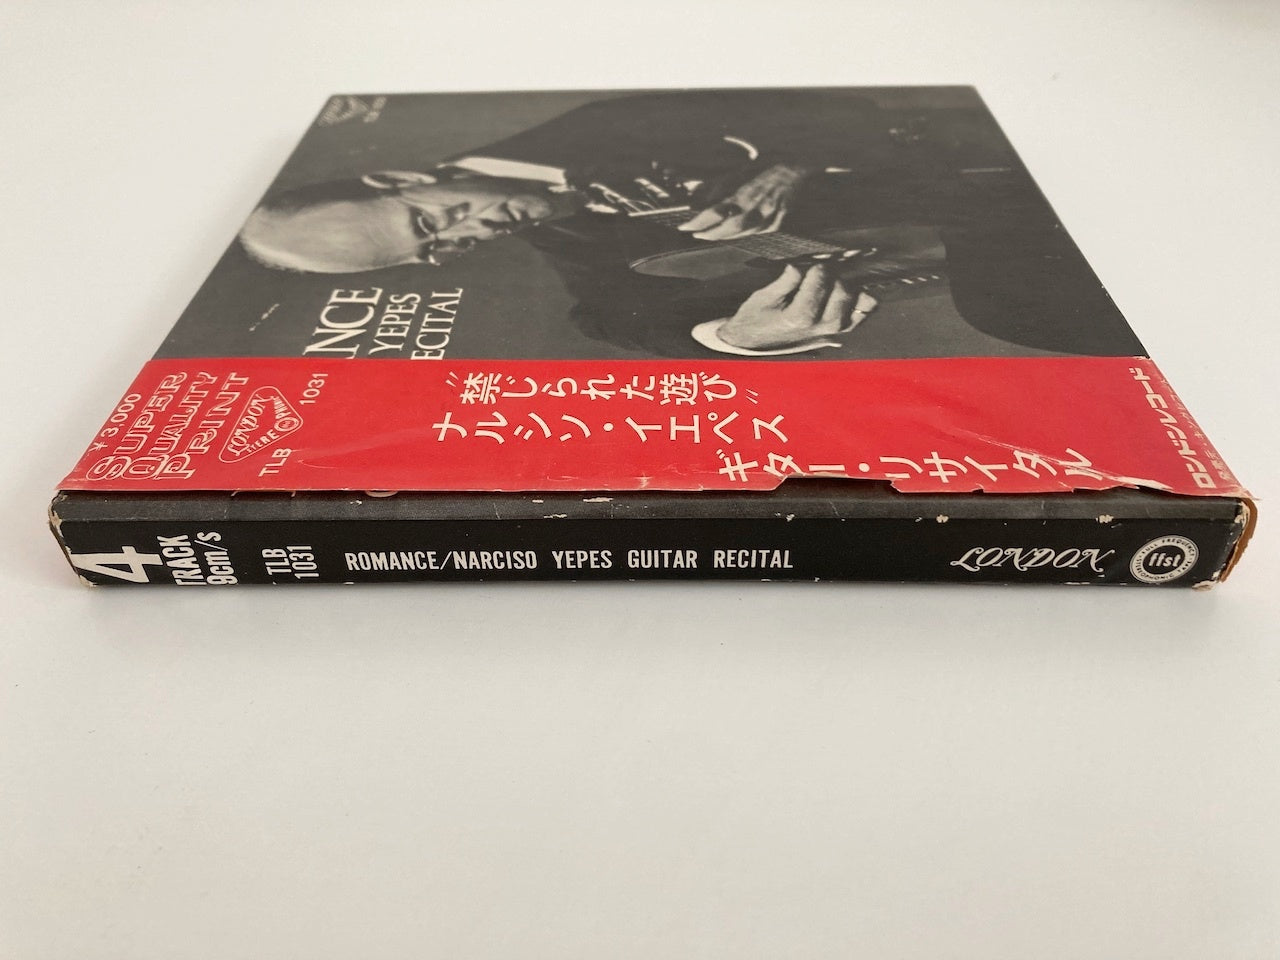 NCE
YEPES
ECITAL
¥3,000
SUPER
QUALITY
PRINT
LONDON
TLB 1031
"禁じられた遊び"
ナルシソ・イエペス
ギター・リサイタル
ロンドンレコード
4
TRACK
9cm/s
TLB
1031
ROMANCE/NARCISO YEPES GUITAR RECITAL
LONDON